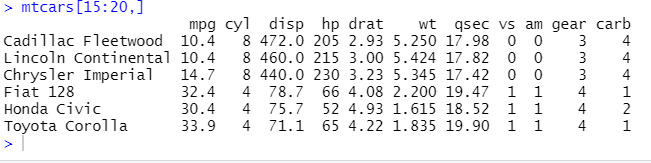 > mtcars[15:20,]
mpg cyl disp hp drat wt qsec vs am gear carb
Cadillac Fleetwood 10.4 8 472.0 205 2.93 5.250 17.98 0 0 3 4
Lincoln Continental 10.4 8 460.0 215 3.00 5.424 17.82 0 0 3 4
Chrysler Imperial 14.7 8 440.0 230 3.23 5.345 17.42 0 0 3 4
Fiat 128 32.4 4 78.7 66 4.08 2.200 19.47 1 1 4 1
Honda Civic 30.4 4 75.7 52 4.93 1.615 18.52 1 1 4 2
Toyota Corolla 33.9 4 71.1 65 4.22 1.835 19.90 1 1 4 1
>